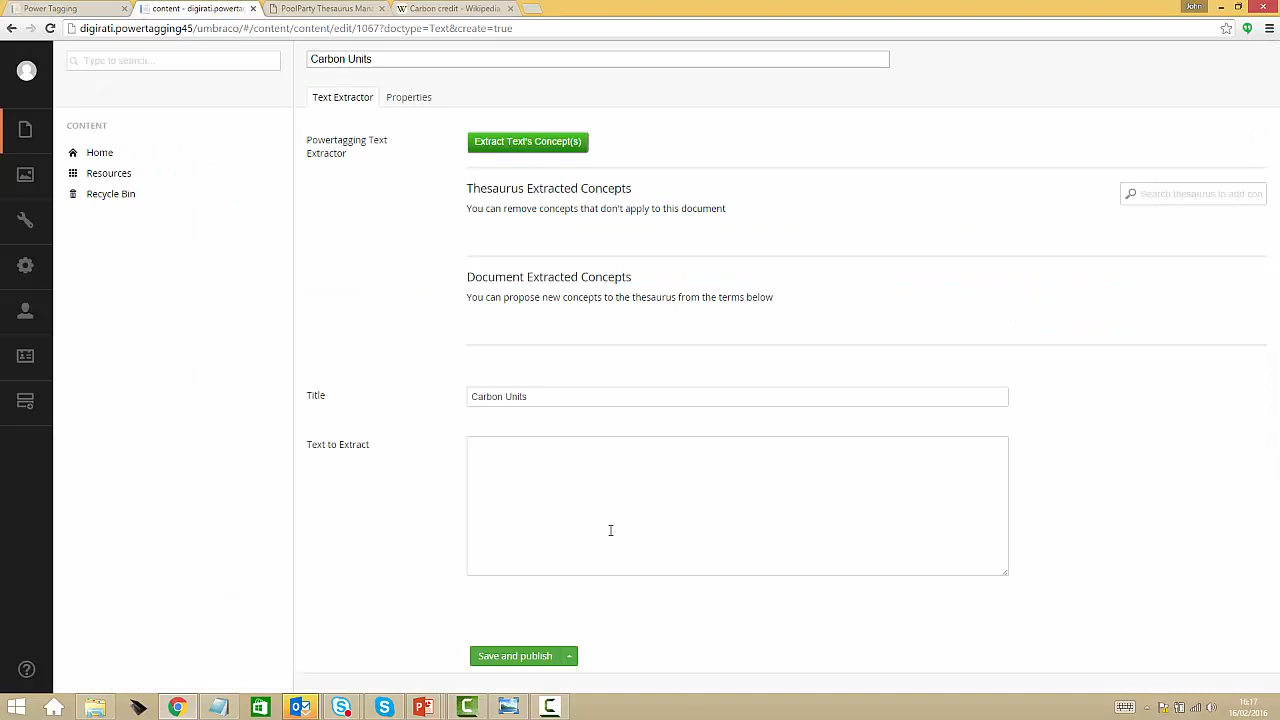 Power Tagging
content - digirati.powerta
PoolParty Thesaurus Man
Carbon credit - Wikipedia
John
digirati.powertagging45/umbraco/#/content/content/edit/1067?doctype=Text&create=true
Type to search...
Carbon Units
Text Extractor
Properties
CONTENT
Home
Resources
Recycle Bin
Powertagging Text
Extractor
Extract Text's Concept(s)
Thesaurus Extracted Concepts
You can remove concepts that don't apply to this document
Search thesaurus to add con
Document Extracted Concepts
You can propose new concepts to the thesaurus from the terms below
Title
Carbon Units
Text to Extract
Save and publish
16:17
16/02/2016